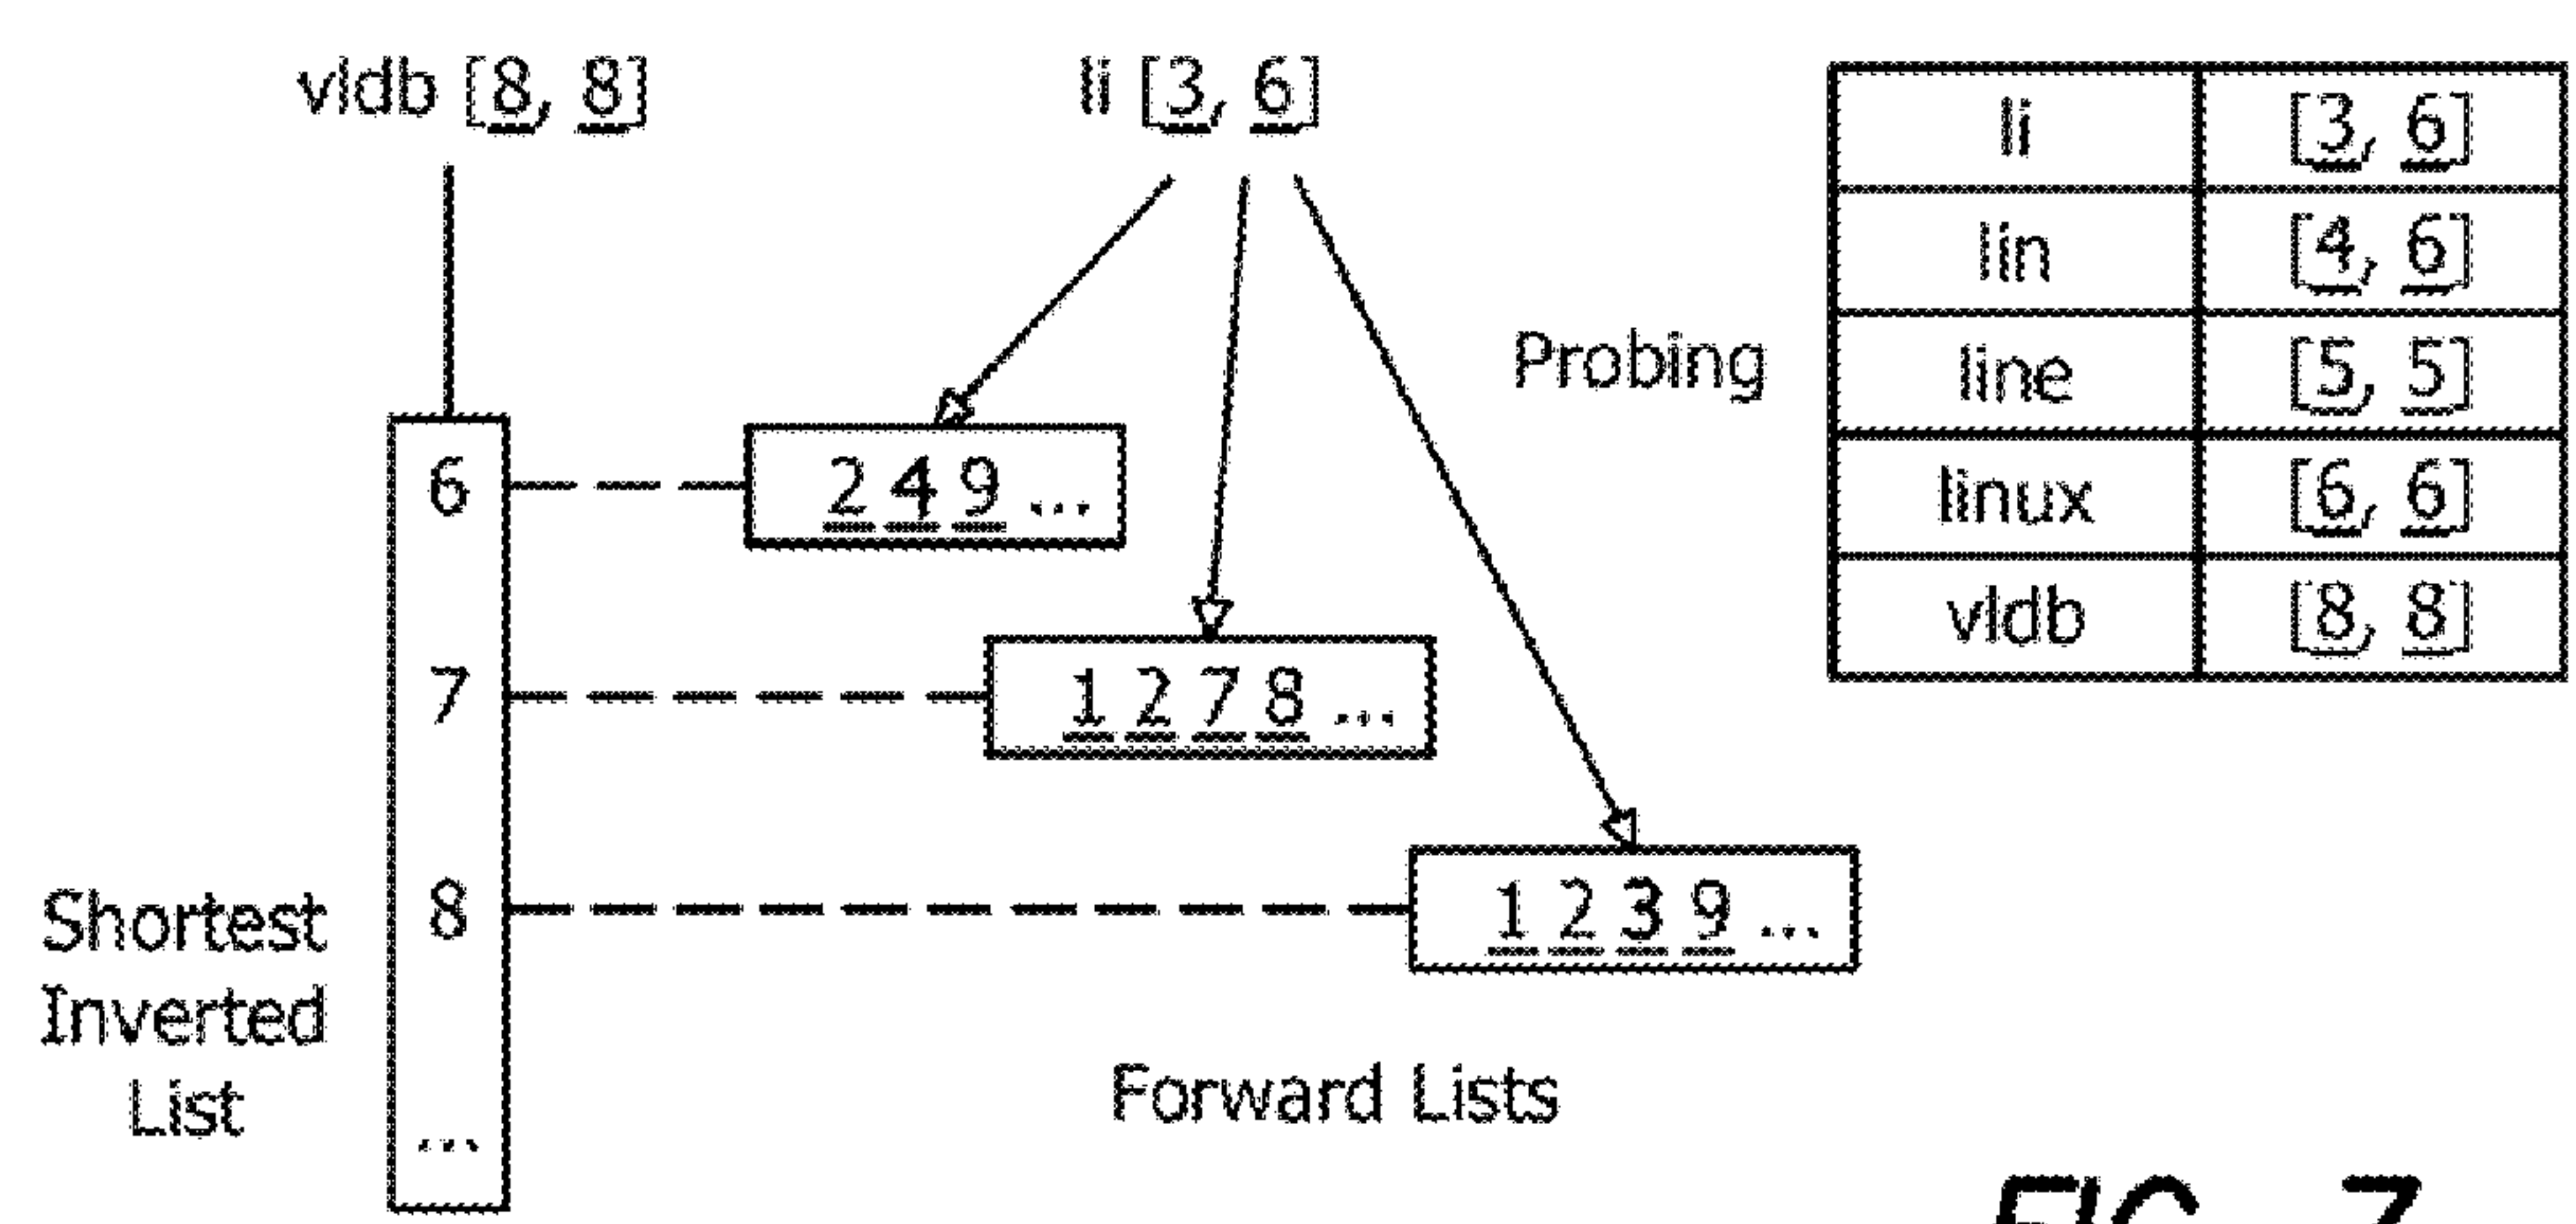 vldb [8, 8]
li [3, 6]
li [3, 6]
lin [4, 6]
line [5, 5]
linux [6, 6]
vldb [8, 8]
Probing
6
2 4 9 ...
7
1 2 7 8 ...
8
1 2 3 9 ...
...
Shortest
Inverted
List
Forward Lists
FIG. 7